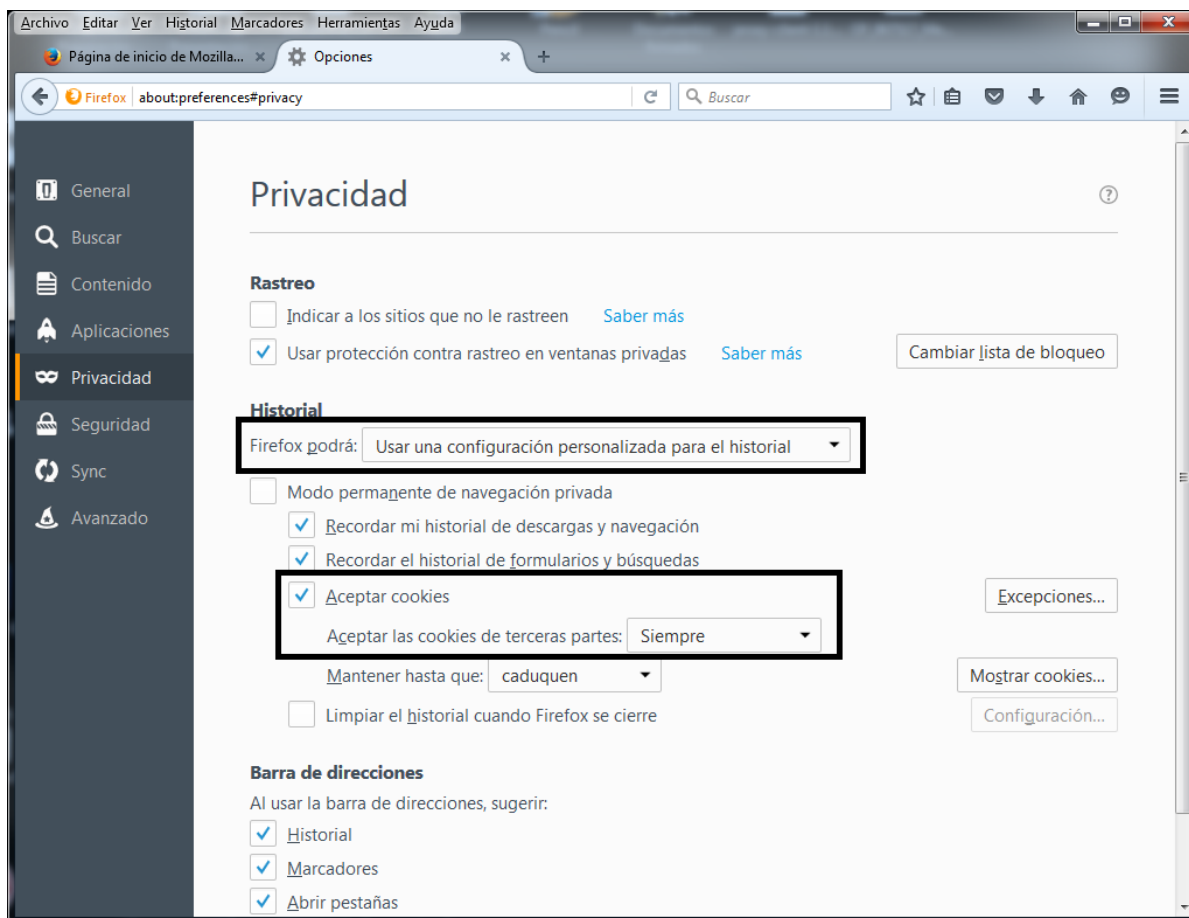 Archivo Editar Ver Historial Marcadores Herramientas Ayuda
Página de inicio de Mozilla... Opciones
Firefox about:preferences#privacy Buscar
General
Buscar
Contenido
Aplicaciones
Privacidad
Seguridad
Sync
Avanzado
Privacidad
Rastreo
Indicar a los sitios que no le rastreen Saber más
Usar protección contra rastreo en ventanas privadas Saber más Cambiar lista de bloqueo
Historial
Firefox podrá: Usar una configuración personalizada para el historial
Modo permanente de navegación privada
Recordar mi historial de descargas y navegación
Recordar el historial de formularios y búsquedas
Aceptar cookies Excepciones...
Aceptar las cookies de terceras partes: Siempre
Mantener hasta que: caduquen Mostrar cookies...
Limpiar el historial cuando Firefox se cierre Configuración...
Barra de direcciones
Al usar la barra de direcciones, sugerir:
Historial
Marcadores
Abrir pestañas